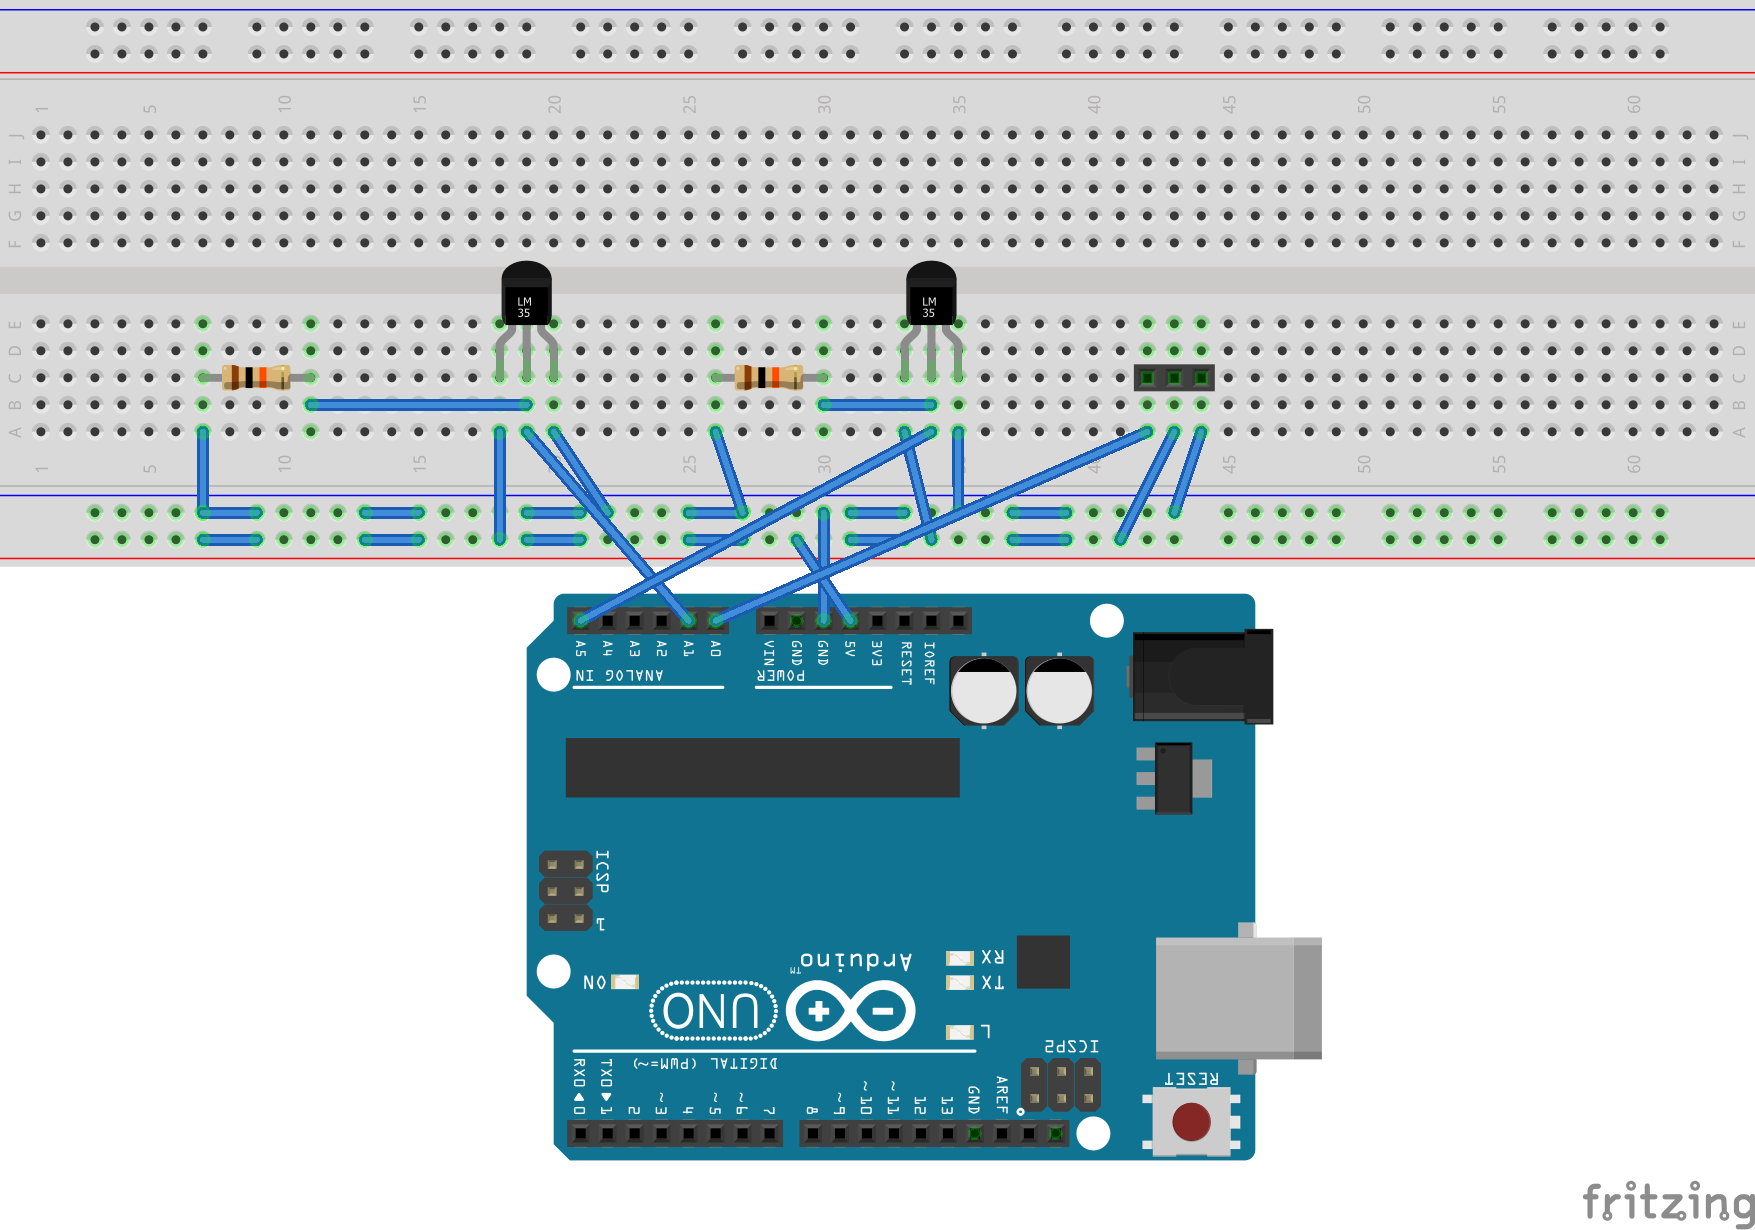 1 5 10 15 20 25 30 35 40 45 50 55 60
J J
I I
H H
G G
F F
LM
35
LM
35
E E
D D
C C
B B
A A
1 5 10 15 20 25 30 40 45 50 55 60
A5 A4 A3 A2 A1 A0 VIN GND GND 5V 3V3 RESET IOREF
ANALOG IN POWER
ICSP
1
Arduino
TM
RX
ON
TX
UNO
L
ICSP2
DIGITAL (PWM=~)
RESET
RX0 TX0 AREF
0 1 2 ~3 4 ~5 ~6 7 8 ~9 ~10 ~11 12 13 GND
fritzing